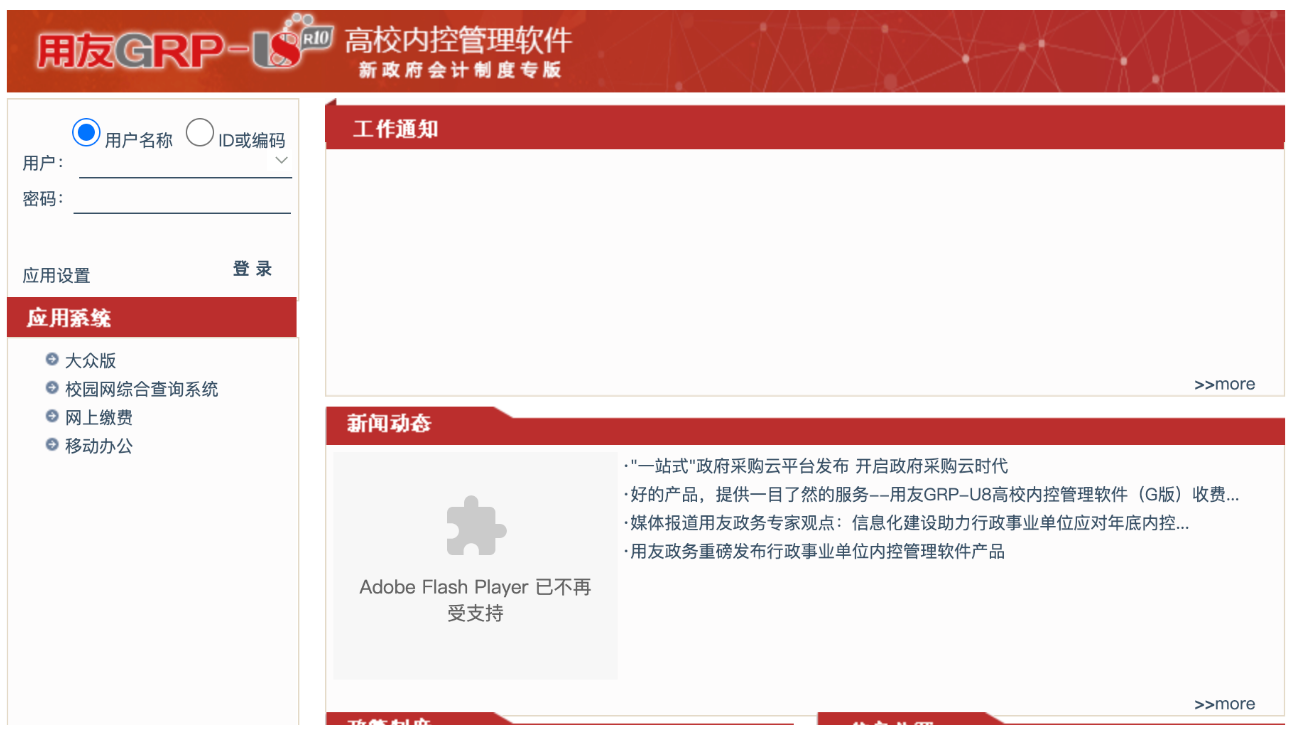 用友GRP-U8 R10 高校内控管理软件
新政府会计制度专版
用户名称 ID或编码
用户:
密码:
应用设置 登 录
应用系统
大众版
校园网综合查询系统
网上缴费
移动办公
工作通知
>>more
新闻动态
Adobe Flash Player 已不再
受支持
·"一站式"政府采购云平台发布 开启政府采购云时代
·好的产品，提供一目了然的服务--用友GRP-U8高校内控管理软件（G版）收费...
·媒体报道用友政务专家观点：信息化建设助力行政事业单位应对年底内控...
·用友政务重磅发布行政事业单位内控管理软件产品
>>more